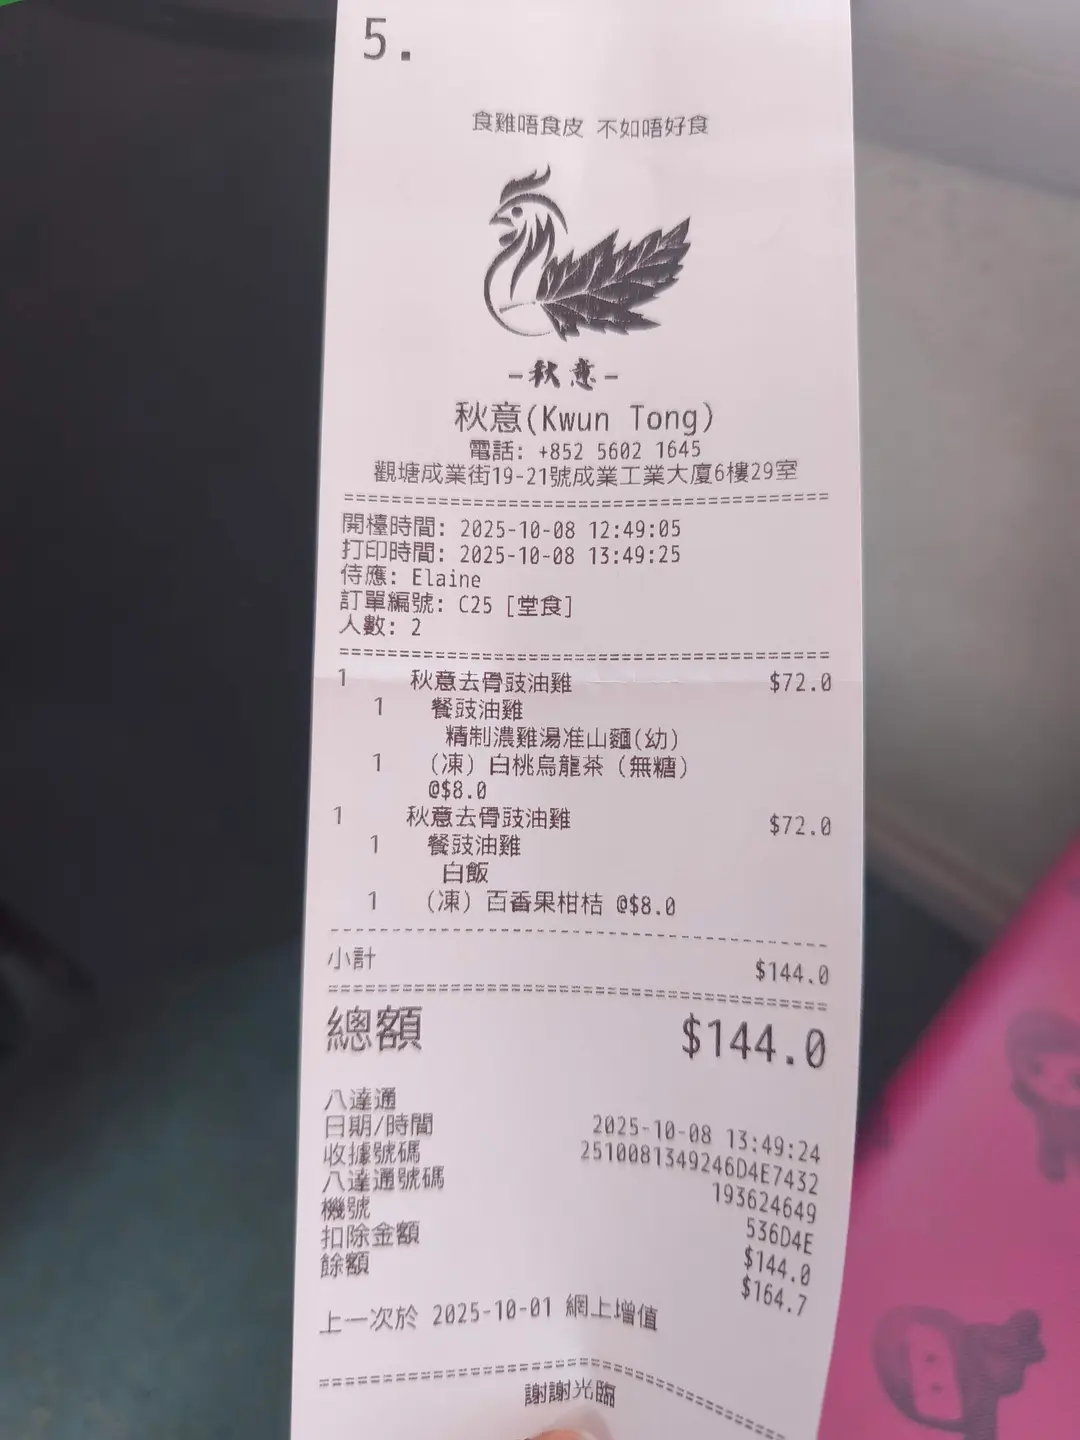 5.
食雞唔食皮 不如唔好食
-秋意-
秋意(Kwun Tong)
電話: +852 5602 1645
觀塘成業街19-21號成業工業大廈6樓29室
開檯時間: 2025-10-08 12:49:05
打印時間: 2025-10-08 13:49:25
侍應: Elaine
訂單編號: C25 [堂食]
人數: 2
1 秋意去骨豉油雞 $72.0
1 餐豉油雞
精制濃雞湯淮山麵(幼)
1 (凍) 白桃烏龍茶 (無糖)
@$8.0
1 秋意去骨豉油雞 $72.0
1 餐豉油雞
白飯
1 (凍) 百香果柑桔 @$8.0
小計 $144.0
總額 $144.0
八達通
日期/時間 2025-10-08 13:49:24
收據號碼 2510081349246D4E7432
八達通號碼 193624649
機號 536D4E
扣除金額 $144.0
餘額 $164.7
上一次於 2025-10-01 網上增值
謝謝光臨